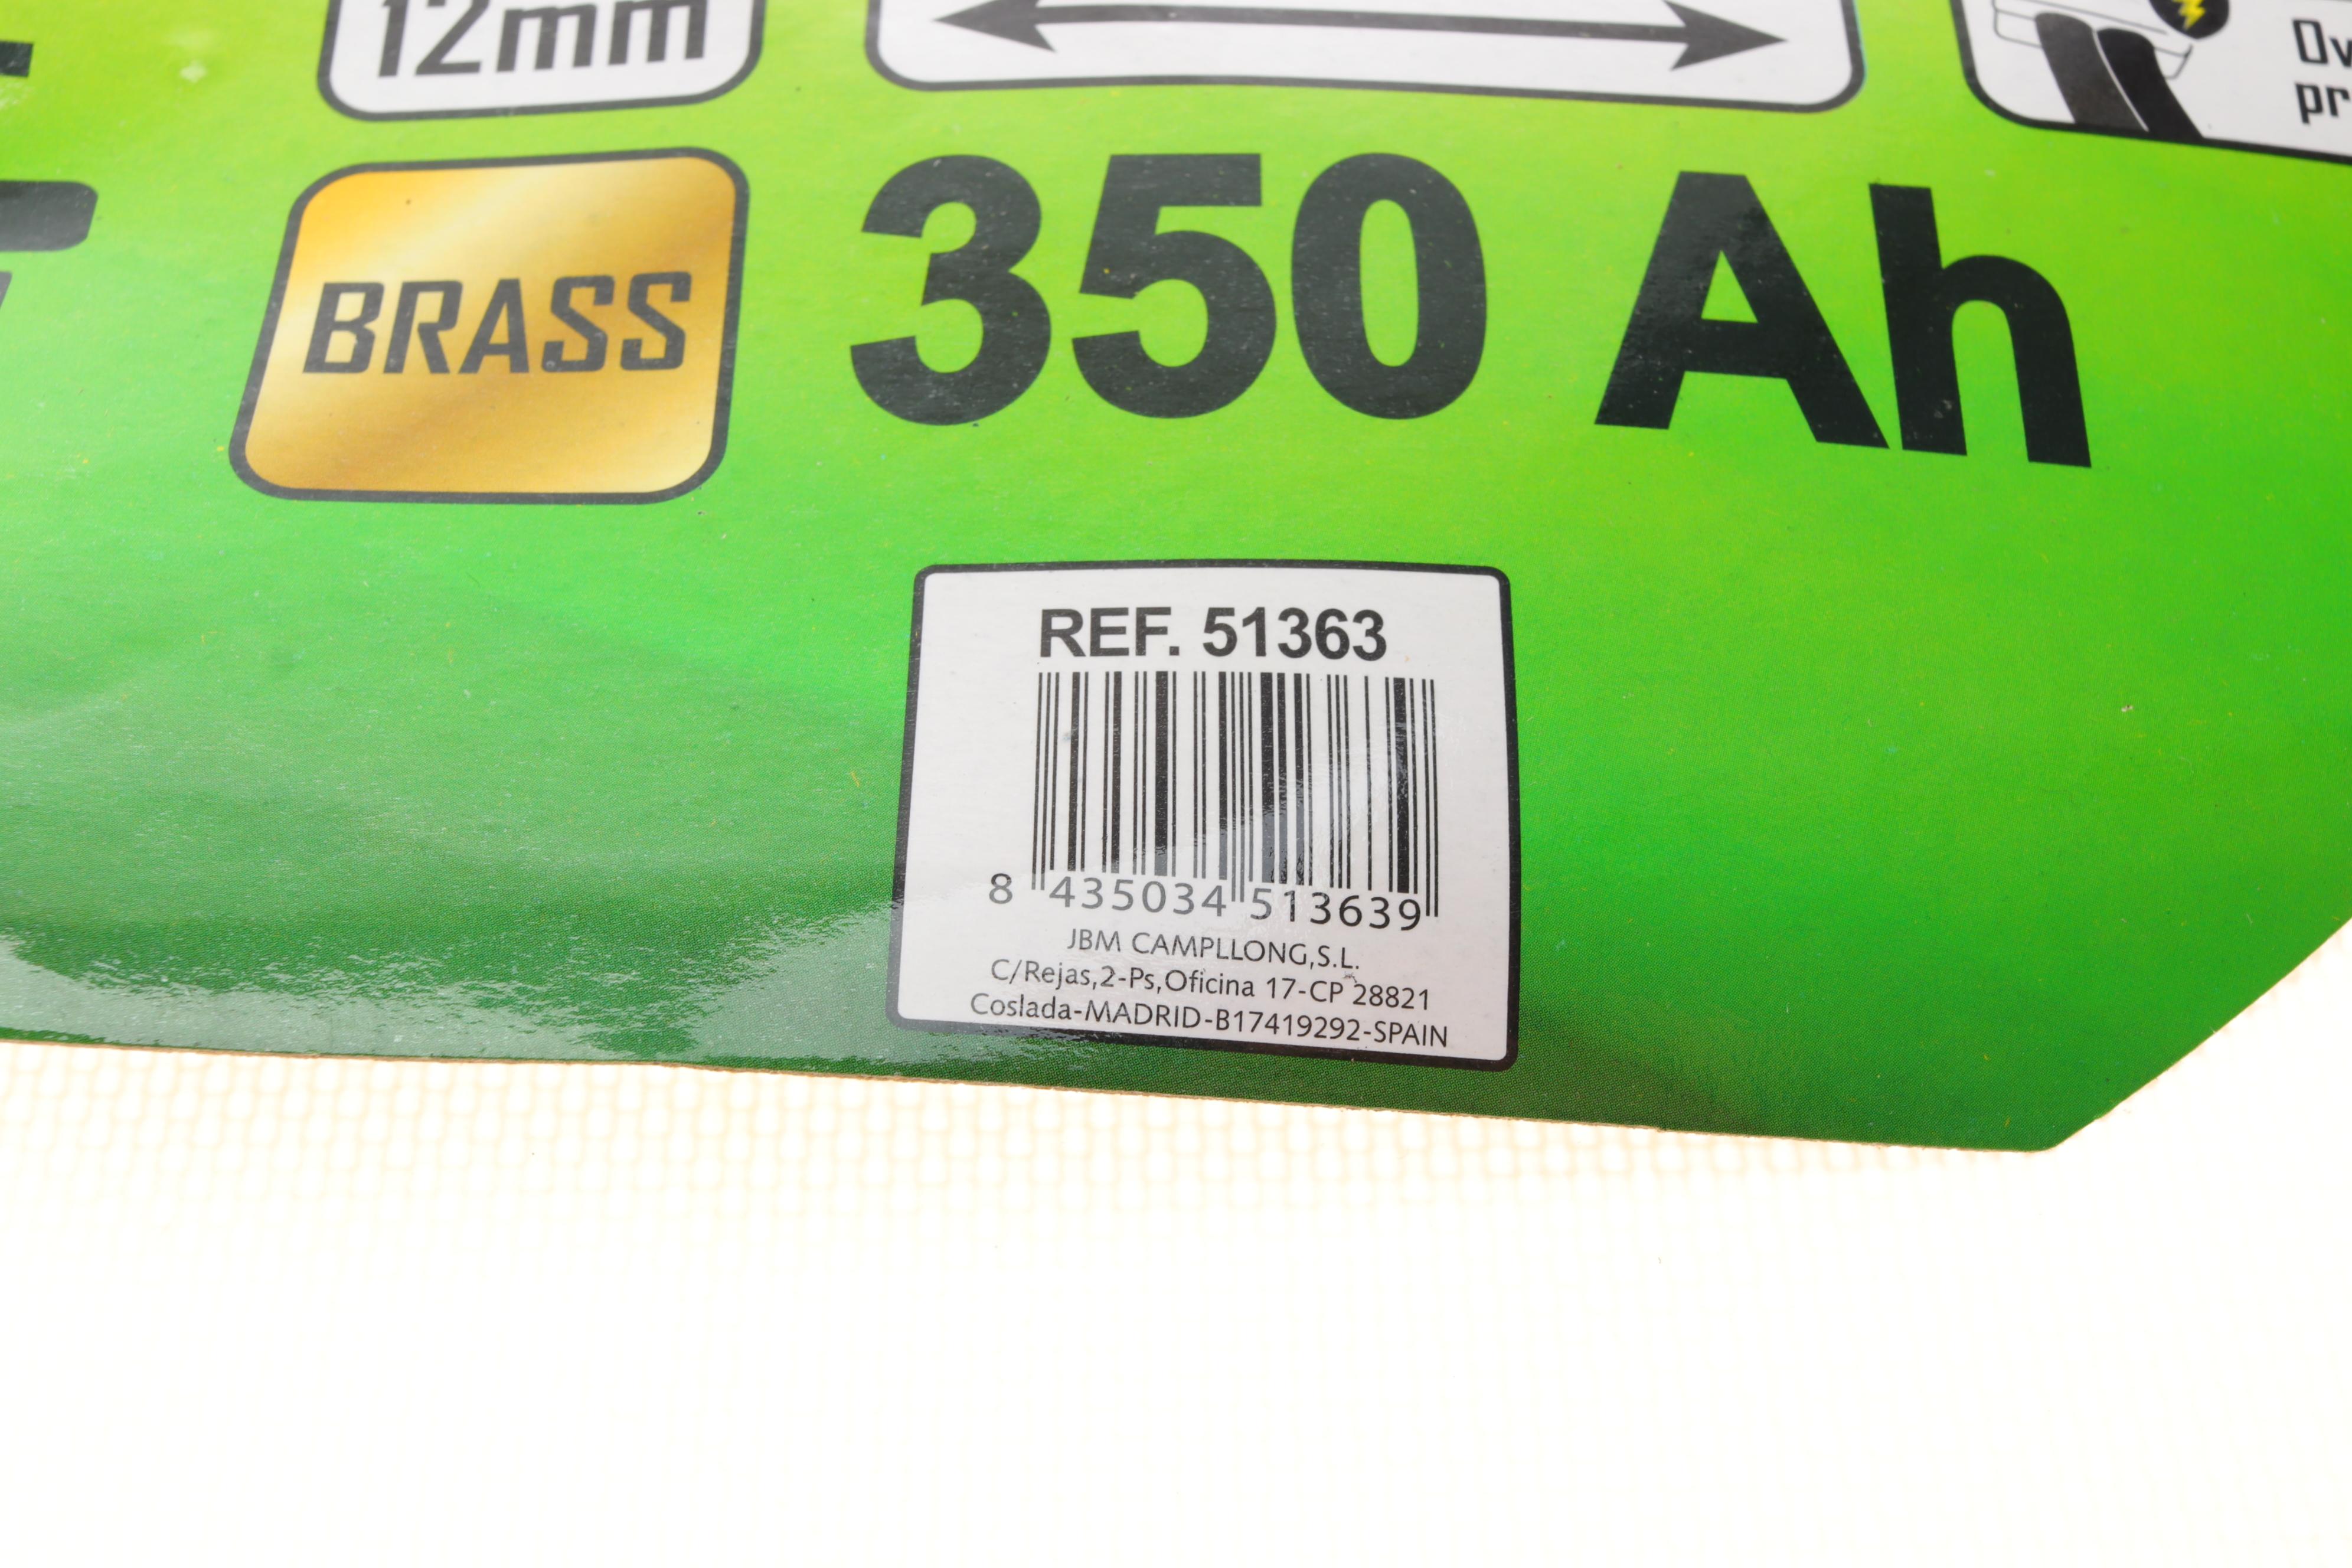 12mm
BRASS
350 Ah
REF. 51363
8 435034 513639
JBM CAMPLLONG,S.L.
C/Rejas,2-Ps,Oficina 17-CP 28821
Coslada-MADRID-B17419292-SPAIN